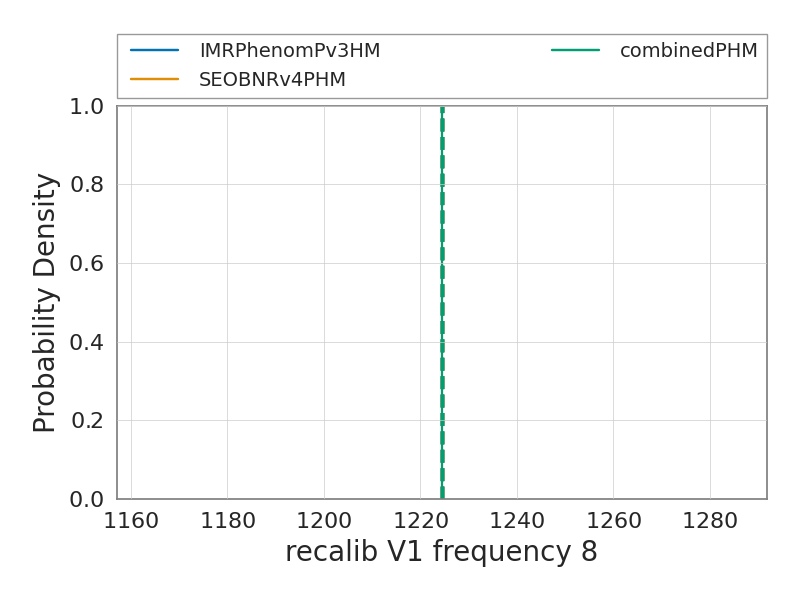 IMRPhenomPv3HM
SEOBNRv4PHM
combinedPHM
1.0
0.8
0.6
0.4
0.2
0.0
Probability Density
1160 1180 1200 1220 1240 1260 1280
recalib V1 frequency 8